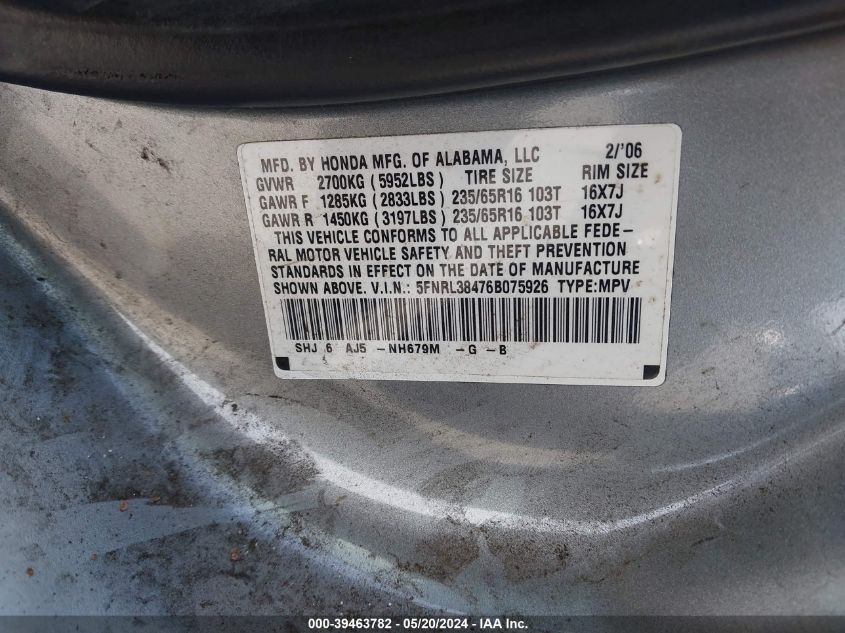 MFD. BY HONDA MFG. OF ALABAMA, LLC 2/'06
GVWR 2700KG (5952LBS) TIRE SIZE RIM SIZE
GAWR F 1285KG (2833LBS) 235/65R16 103T 16X7J
GAWR R 1450KG (3197LBS) 235/65R16 103T 16X7J
THIS VEHICLE CONFORMS TO ALL APPLICABLE FEDE-
RAL MOTOR VEHICLE SAFETY AND THEFT PREVENTION
STANDARDS IN EFFECT ON THE DATE OF MANUFACTURE
SHOWN ABOVE. V.I.N.: 5FNRL38476B075926 TYPE:MPV
SHJ 6 AJ5 -NH679M -G -B
000-39463782 - 05/20/2024 - IAA Inc.